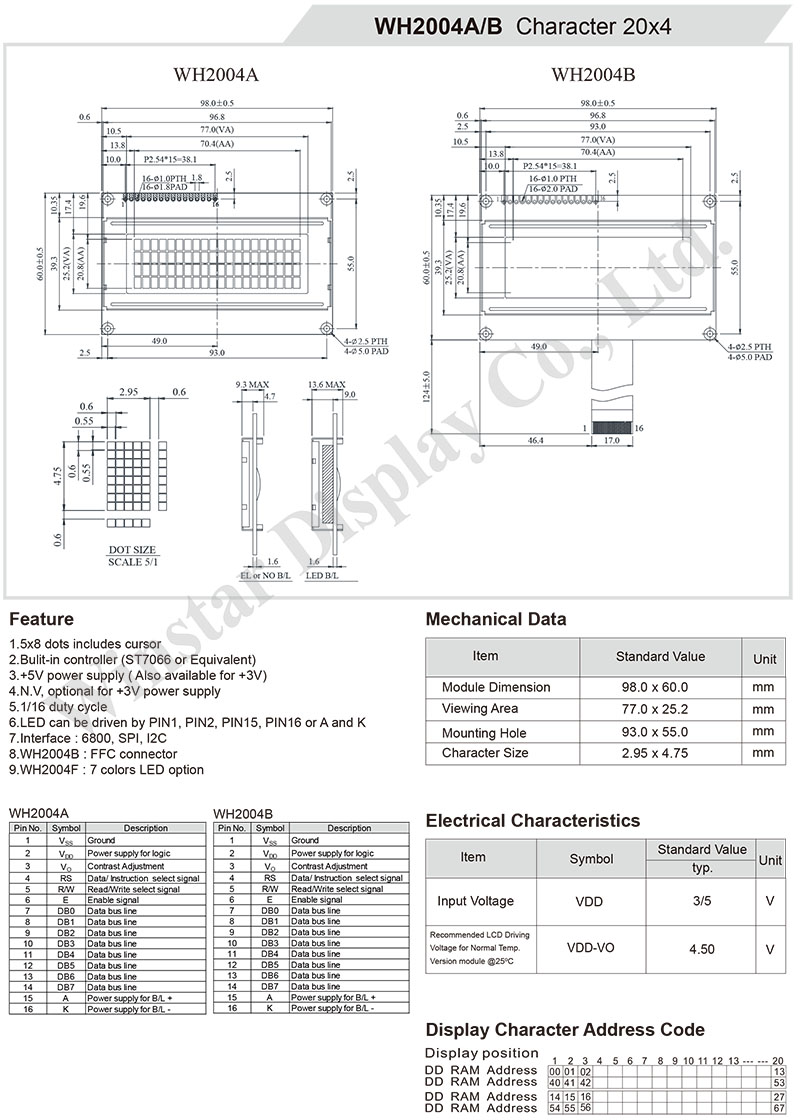 WH2004A/B Character 20x4
WH2004A
98.0±0.5
0.6
96.8
10.5
77.0(VA)
13.8
70.4(AA)
10.0
P2.54*15=38.1
16-ø1.0PTH
1.8
16-ø1.8PAD
2.5
2.5
1
16
60.0±0.5
39.3
10.35
17.4
19.6
25.2(VA)
20.8(AA)
55.0
49.0
2.5
93.0
4-ø2.5 PTH
4-ø5.0 PAD
WH2004B
98.0±0.5
0.6
96.8
2.5
93.0
10.5
77.0(VA)
13.8
70.4(AA)
0.0
P2.54*15=38.1
16-ø1.0 PTH
16-ø2.0 PAD
2.5
2.5
1
16
60.0±0.5
39.3
10.35
17.4
19.6
25.2(VA)
20.8(AA)
55.0
49.0
4-ø2.5 PTH
4-ø5.0 PAD
124±5.0
1
16
46.4
17.0
2.95
0.6
0.6
0.55
4.75
0.6
0.55
0.6
DOT SIZE
SCALE 5/1
9.3 MAX
4.7
1.6
EL or NO B/L
13.6 MAX
9.0
1.6
LED B/L
Winstar Display Co., Ltd.
Feature
1.5x8 dots includes cursor
2.Bulit-in controller (ST7066 or Equivalent)
3.+5V power supply ( Also available for +3V)
4.N.V, optional for +3V power supply
5.1/16 duty cycle
6.LED can be driven by PIN1, PIN2, PIN15, PIN16 or A and K
7.Interface : 6800, SPI, I2C
8.WH2004B : FFC connector
9.WH2004F : 7 colors LED option
Mechanical Data
Item Standard Value Unit
Module Dimension 98.0 x 60.0 mm
Viewing Area 77.0 x 25.2 mm
Mounting Hole 93.0 x 55.0 mm
Character Size 2.95 x 4.75 mm
WH2004A
Pin No. Symbol Description
1 VSS Ground
2 VDD Power supply for logic
3 VO Contrast Adjustment
4 RS Data/ Instruction select signal
5 R/W Read/Write select signal
6 E Enable signal
7 DB0 Data bus line
8 DB1 Data bus line
9 DB2 Data bus line
10 DB3 Data bus line
11 DB4 Data bus line
12 DB5 Data bus line
13 DB6 Data bus line
14 DB7 Data bus line
15 A Power supply for B/L +
16 K Power supply for B/L -
WH2004B
Pin No. Symbol Description
1 VSS Ground
2 VDD Power supply for logic
3 VO Contrast Adjustment
4 RS Data/ Instruction select signal
5 R/W Read/Write select signal
6 E Enable signal
7 DB0 Data bus line
8 DB1 Data bus line
9 DB2 Data bus line
10 DB3 Data bus line
11 DB4 Data bus line
12 DB5 Data bus line
13 DB6 Data bus line
14 DB7 Data bus line
15 A Power supply for B/L +
16 K Power supply for B/L -
Electrical Characteristics
Item Symbol Standard Value Unit
typ.
Input Voltage VDD 3/5 V
Recommended LCD Driving
Voltage for Normal Temp. VDD-VO 4.50 V
Version module @25ºC
Display Character Address Code
Display position 1 2 3 4 5 6 7 8 9 10 11 12 13 --- --- 20
DD RAM Address 00 01 02 13
DD RAM Address 40 41 42 53
DD RAM Address 14 15 16 27
DD RAM Address 54 55 56 67